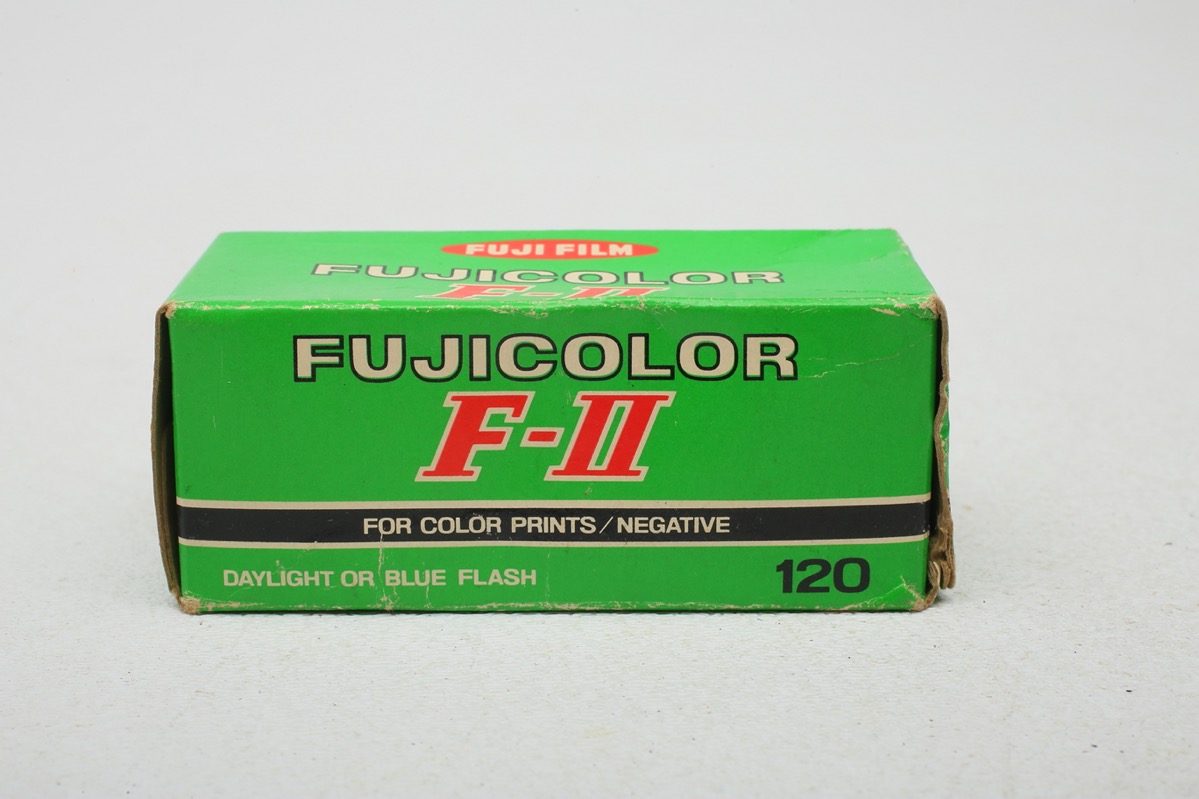 FUJI FILM
FUJICOLOR
F-II
FUJICOLOR
F-II
FOR COLOR PRINTS/NEGATIVE
DAYLIGHT OR BLUE FLASH
120